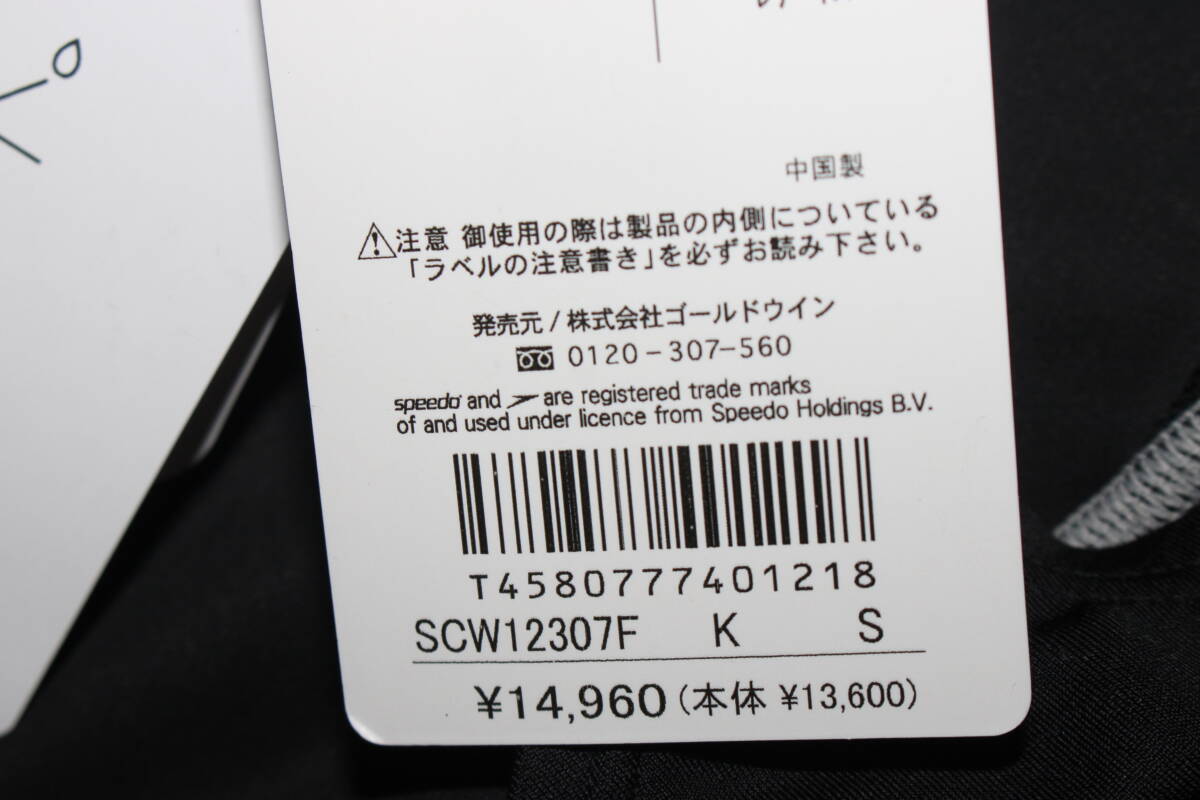 中国製
注意 御使用の際は製品の内側についている
「ラベルの注意書き」を必ずお読み下さい。
発売元/株式会社ゴールドウイン
0120-307-560
speedo and are registered trade marks
of and used under licence from Speedo Holdings B.V.
T4580777401218
SCW12307F K S
¥14,960(本体 ¥13,600)